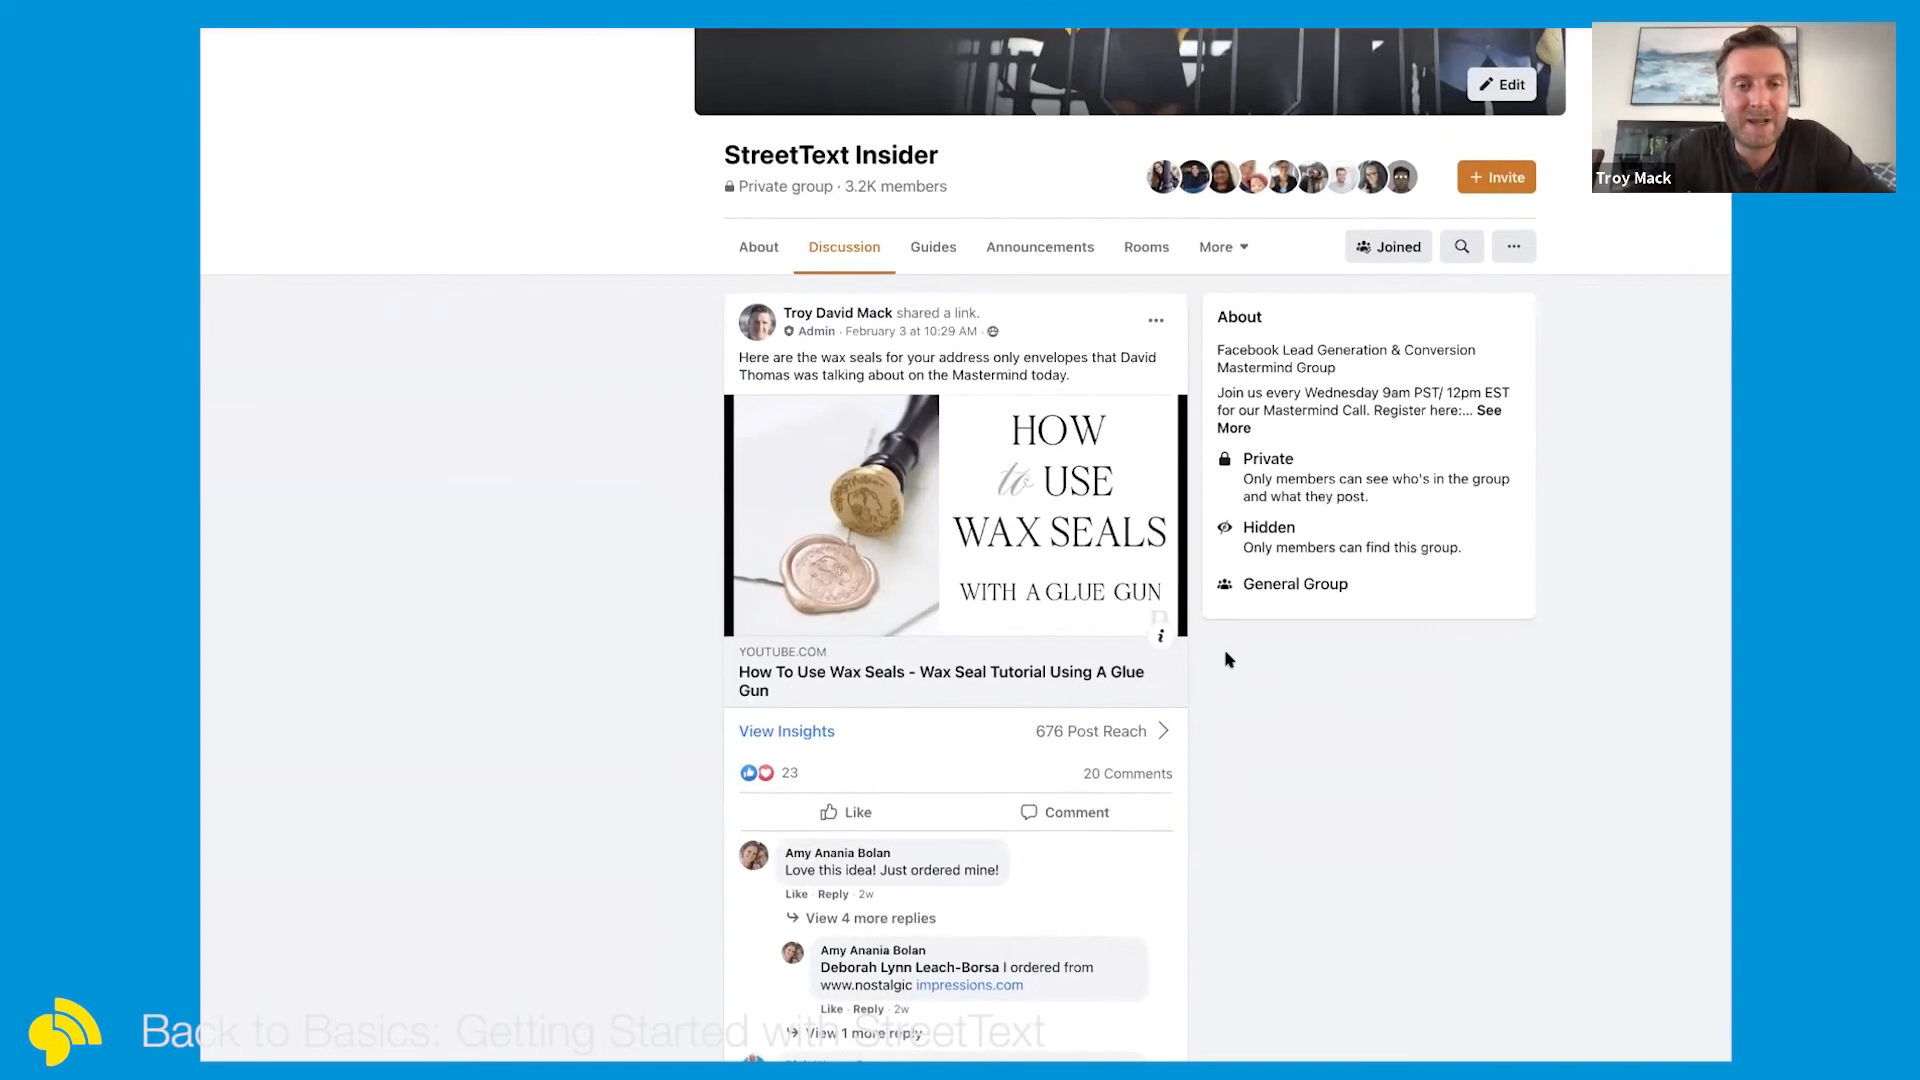 Edit
Troy Mack
StreetText Insider
Private group · 3.2K members
+ Invite
About
Discussion
Guides
Announcements
Rooms
More
Joined
Troy David Mack shared a link.
Admin · February 3 at 10:29 AM ·
Here are the wax seals for your address only envelopes that David
Thomas was talking about on the Mastermind today.
HOW
to USE
WAX SEALS
WITH A GLUE GUN
YOUTUBE.COM
How To Use Wax Seals - Wax Seal Tutorial Using A Glue
Gun
View Insights
676 Post Reach
23
20 Comments
Like
Comment
Amy Anania Bolan
Love this idea! Just ordered mine!
Like · Reply · 2w
View 4 more replies
Amy Anania Bolan
Deborah Lynn Leach-Borsa I ordered from
www.nostalgic impressions.com
Like · Reply · 2w
View 1 more reply
About
Facebook Lead Generation & Conversion
Mastermind Group
Join us every Wednesday 9am PST/ 12pm EST
for our Mastermind Call. Register here:... See
More
Private
Only members can see who's in the group
and what they post.
Hidden
Only members can find this group.
General Group
Back to Basics: Getting Started with StreetText